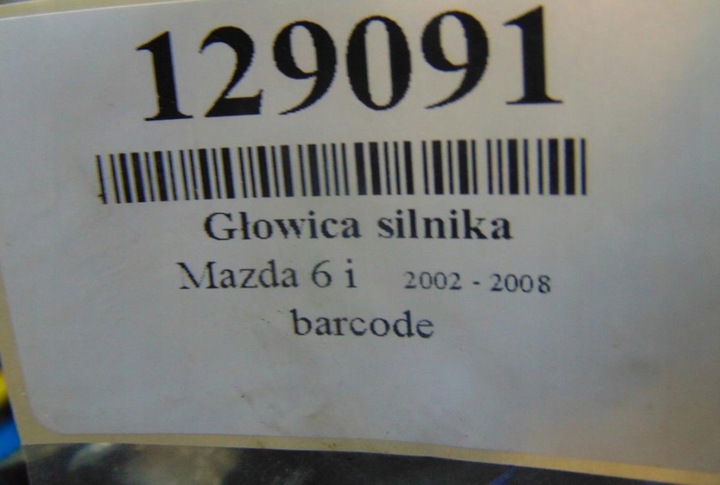 129091
Głowica silnika
Mazda 6 i 2002 - 2008
barcode